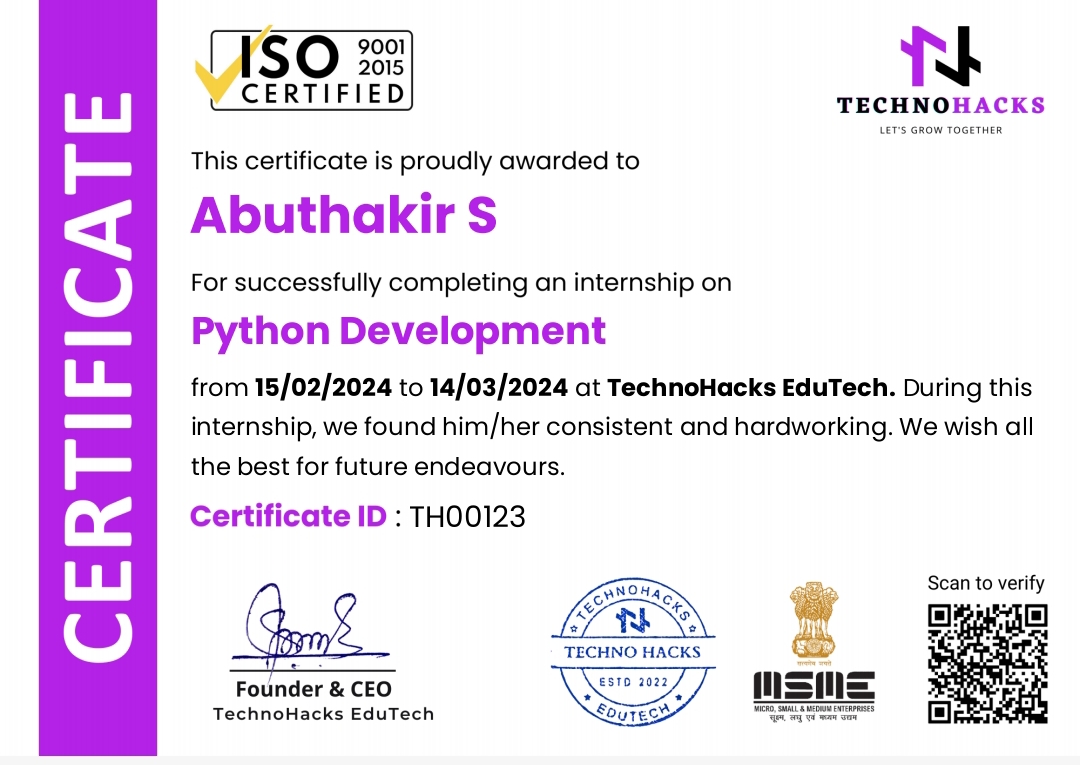 CERTIFICATE
ISO 9001
2015
CERTIFIED
TECHNOHACKS
LET'S GROW TOGETHER
This certificate is proudly awarded to
Abuthakir S
For successfully completing an internship on
Python Development
from 15/02/2024 to 14/03/2024 at TechnoHacks EduTech. During this
internship, we found him/her consistent and hardworking. We wish all
the best for future endeavours.
Certificate ID : TH00123
Founder & CEO
TechnoHacks EduTech
TECHNOHACKS
TECHNO HACKS
ESTD 2022
EDUTECH
सत्यमेव जयते
MSME
MICRO, SMALL & MEDIUM ENTERPRISES
सूक्ष्म, लघु एवं मध्यम उद्यम
Scan to verify